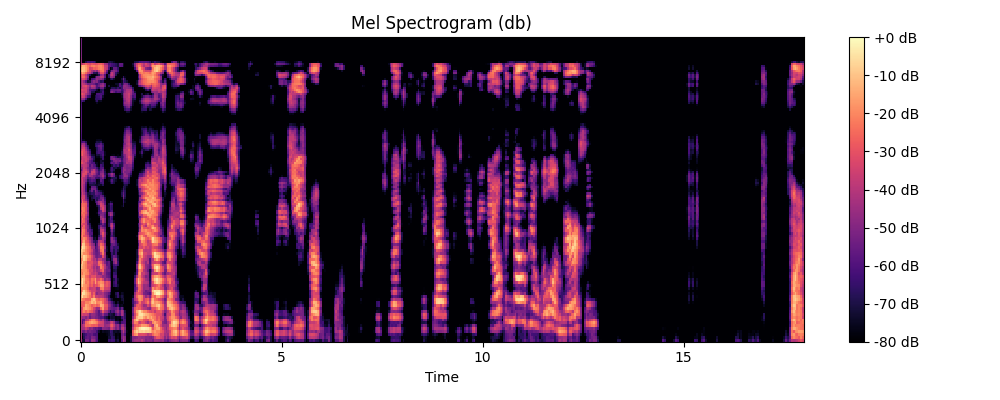 Mel Spectrogram (db)
Hz
8192
4096
2048
1024
512
0
0
5
10
15
Time
+0 dB
-10 dB
-20 dB
-30 dB
-40 dB
-50 dB
-60 dB
-70 dB
-80 dB